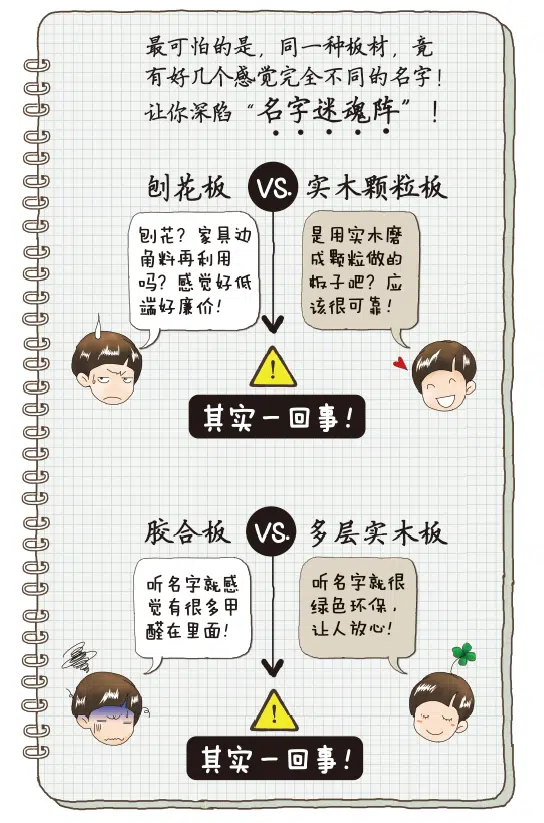 最可怕的是，同一种板材，竟
有好几个感觉完全不同的名字！
让你深陷“名字迷魂阵”！
刨花板 VS. 实木颗粒板
刨花？家具边
角料再利用
吗？感觉好低
端好廉价！
是用实木磨
成颗粒做的
板子吧？应
该很可靠！
!
其实一回事！
胶合板 VS. 多层实木板
听名字就感
觉有很多甲
醛在里面！
听名字就很
绿色环保，
让人放心！
!
其实一回事！